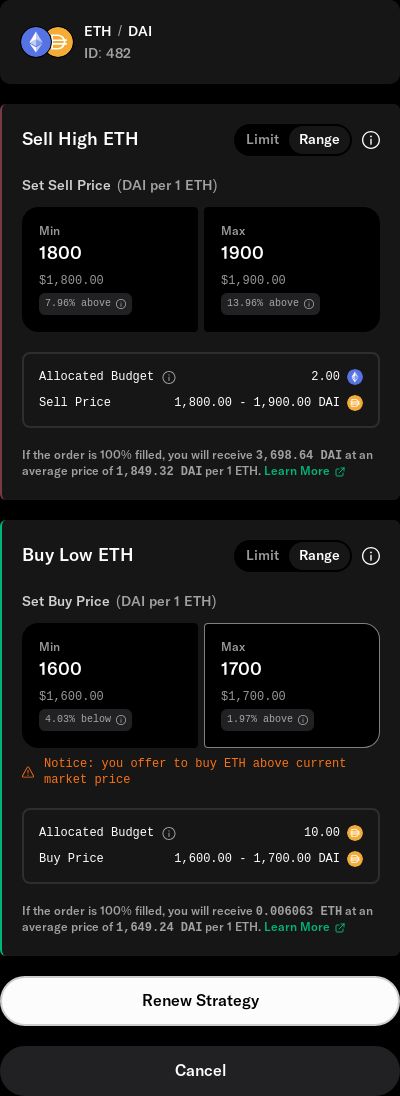 ETH / DAI
ID: 482
Sell High ETH
Limit Range
Set Sell Price (DAI per 1 ETH)
Min
1800
$1,800.00
7.96% above
Max
1900
$1,900.00
13.96% above
Allocated Budget 2.00
Sell Price 1,800.00 - 1,900.00 DAI
If the order is 100% filled, you will receive 3,698.64 DAI at an
average price of 1,849.32 DAI per 1 ETH. Learn More
Buy Low ETH
Limit Range
Set Buy Price (DAI per 1 ETH)
Min
1600
$1,600.00
4.03% below
Max
1700
$1,700.00
1.97% above
Notice: you offer to buy ETH above current
market price
Allocated Budget 10.00
Buy Price 1,600.00 - 1,700.00 DAI
If the order is 100% filled, you will receive 0.006063 ETH at an
average price of 1,649.24 DAI per 1 ETH. Learn More
Renew Strategy
Cancel